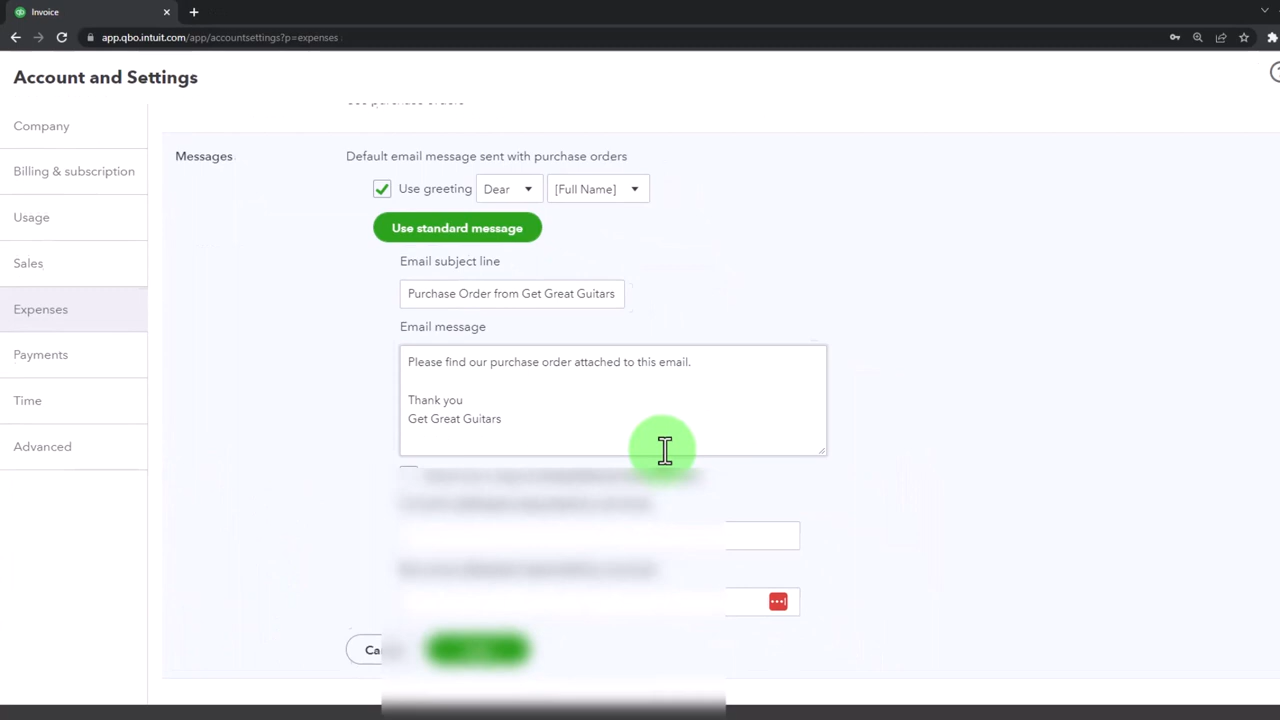 Invoice
app.qbo.intuit.com/app/accountsettings?p=expenses
Account and Settings
Company
Billing & subscription
Usage
Sales
Expenses
Payments
Time
Advanced
Messages
Default email message sent with purchase orders
Use greeting Dear [Full Name]
Use standard message
Email subject line
Purchase Order from Get Great Guitars
Email message
Please find our purchase order attached to this email.
Thank you
Get Great Guitars